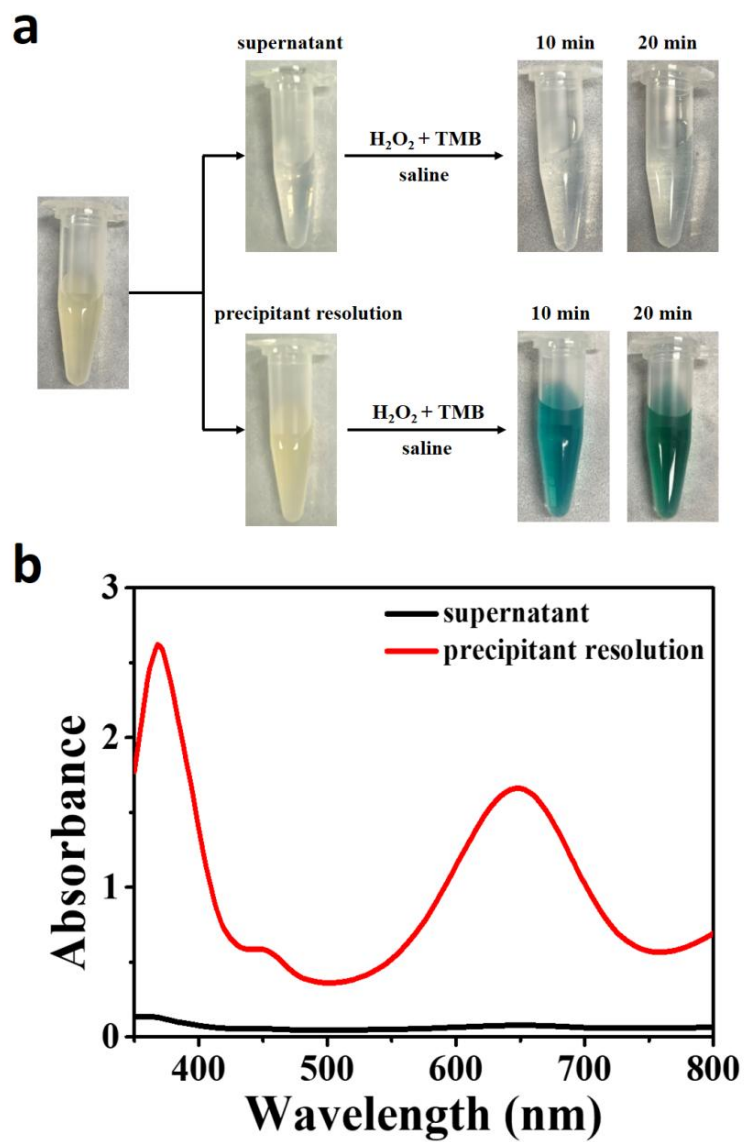 a
supernatant
10 min
20 min
H₂O₂ + TMB
saline
precipitant resolution
10 min
20 min
H₂O₂ + TMB
saline
b
3
supernatant
precipitant resolution
2
Absorbance
1
0
400 500 600 700 800
Wavelength (nm)